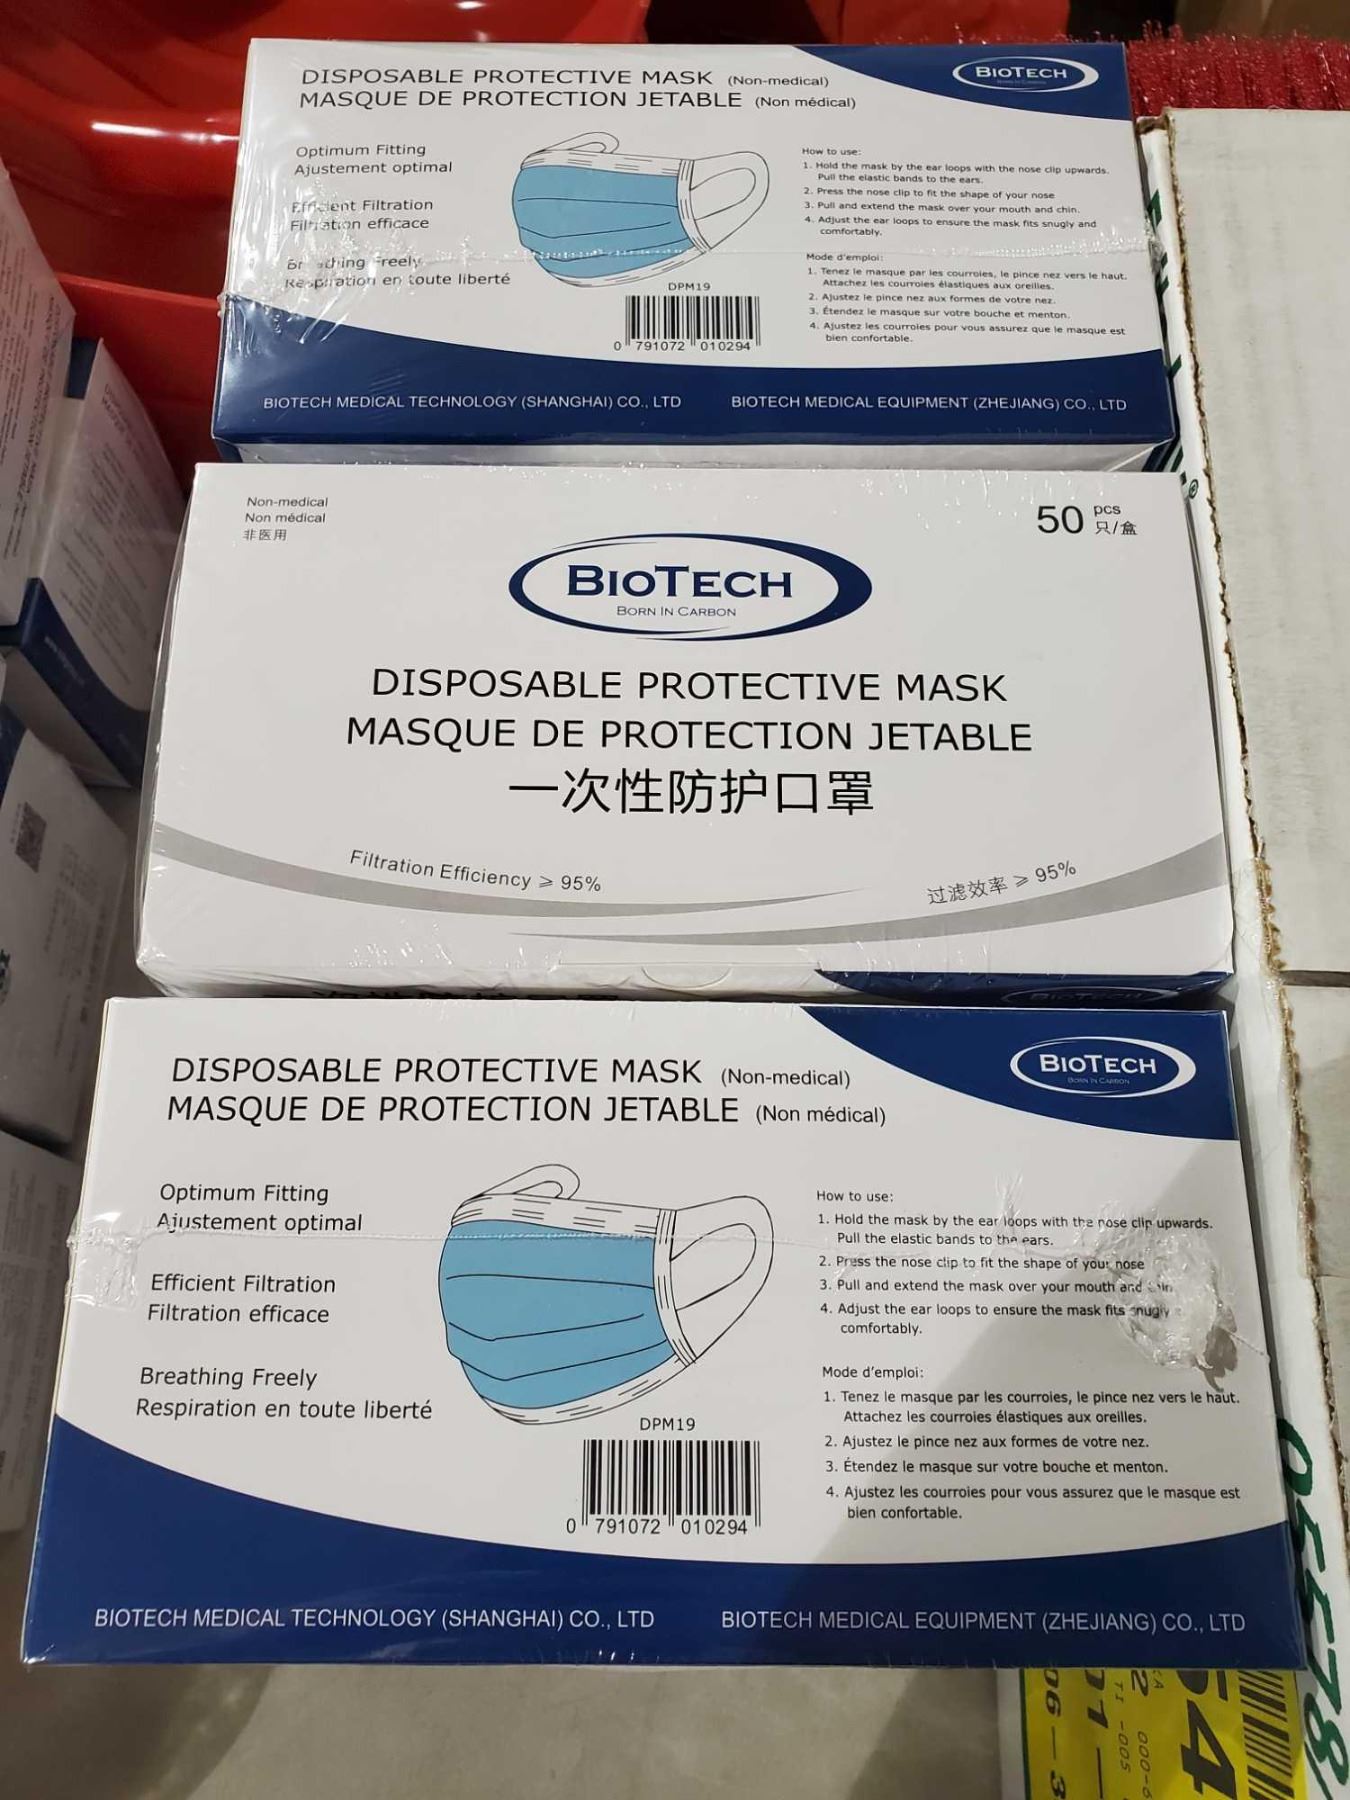 DISPOSABLE PROTECTIVE MASK (Non-medical)
MASQUE DE PROTECTION JETABLE (Non médical)
BIOTECH
Optimum Fitting
Ajustement optimal
Efficient Filtration
Filtration efficace
Freely
Respiration en toute liberté
How to use:
1. Hold the mask by the ear loops with the nose clip upwards.
Pull the elastic bands to the ears.
2. Press the nose clip to fit the shape of your nose
3. Pull and extend the mask over your mouth and chin.
4. Adjust the ear loops to ensure the mask fits snugly and
comfortably.
Mode d'emploi:
1. Tenez le masque par les courroies, le pince nez vers le haut.
Attachez les courroies élastiques aux oreilles.
2. Ajustez le pince nez aux formes de votre nez.
3. Étendez le masque sur votre bouche et menton.
4. Ajustez les courroies pour vous assurez que le masque est
bien confortable.
DPM19
0 791072 010294
BIOTECH MEDICAL TECHNOLOGY (SHANGHAI) CO., LTD
BIOTECH MEDICAL EQUIPMENT (ZHEJIANG) CO., LTD
Non-medical
Non médical
非医用
50 pcs
只/盒
BIOTECH
BORN IN CARBON
DISPOSABLE PROTECTIVE MASK
MASQUE DE PROTECTION JETABLE
一次性防护口罩
Filtration Efficiency ⩾ 95%
过滤效率 ⩾ 95%
BIOTECH
DISPOSABLE PROTECTIVE MASK (Non-medical)
MASQUE DE PROTECTION JETABLE (Non médical)
BIOTECH
BORN IN CARBON
Optimum Fitting
Ajustement optimal
Efficient Filtration
Filtration efficace
Breathing Freely
Respiration en toute liberté
How to use:
1. Hold the mask by the ear loops with the nose clip upwards.
Pull the elastic bands to the ears.
2. Press the nose clip to fit the shape of your nose
3. Pull and extend the mask over your mouth and
4. Adjust the ear loops to ensure the mask fits snugly
comfortably.
Mode d'emploi:
1. Tenez le masque par les courroies, le pince nez vers le haut.
Attachez les courroies élastiques aux oreilles.
2. Ajustez le pince nez aux formes de votre nez.
3. Étendez le masque sur votre bouche et menton.
4. Ajustez les courroies pour vous assurez que le masque est
bien confortable.
DPM19
0 791072 010294
BIOTECH MEDICAL TECHNOLOGY (SHANGHAI) CO., LTD
BIOTECH MEDICAL EQUIPMENT (ZHEJIANG) CO., LTD